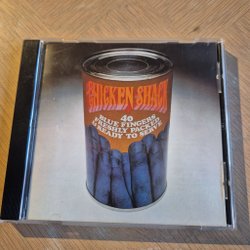 CHICKEN SHACK
40
BLUE FINGERS
FRESHLY PACKED
& READY TO SERVE